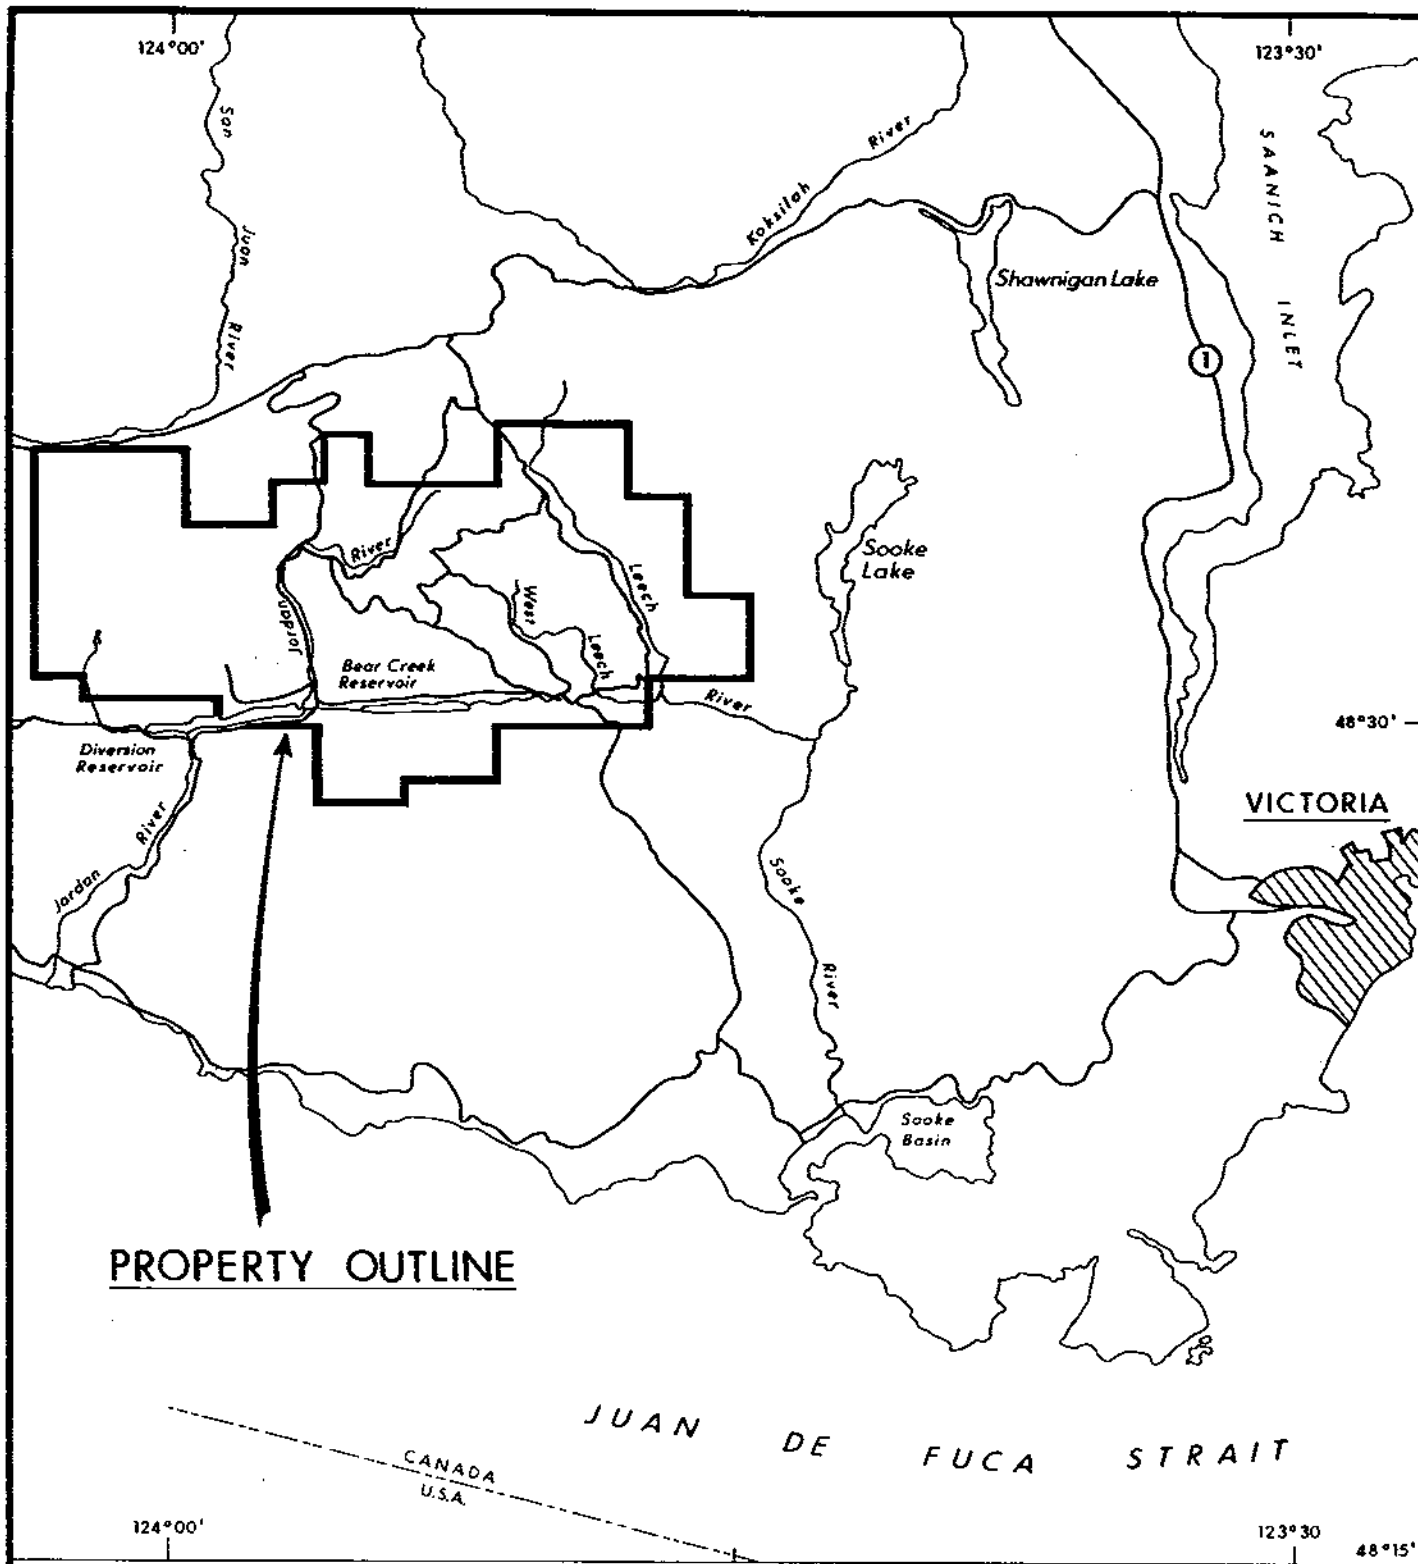 124°00'
123°30'
San
Juan
River
Koksilah
River
SAANICH
INLET
Shawnigan Lake
1
Sooke
Lake
River
Jordan
West
Leech
Leech
River
Bear Creek
Reservoir
48°30'
Diversion
Reservoir
VICTORIA
Jordan
River
Sooke
River
Sooke
Basin
PROPERTY OUTLINE
JUAN DE FUCA STRAIT
CANADA
U.S.A.
124°00'
123°30
48°15'